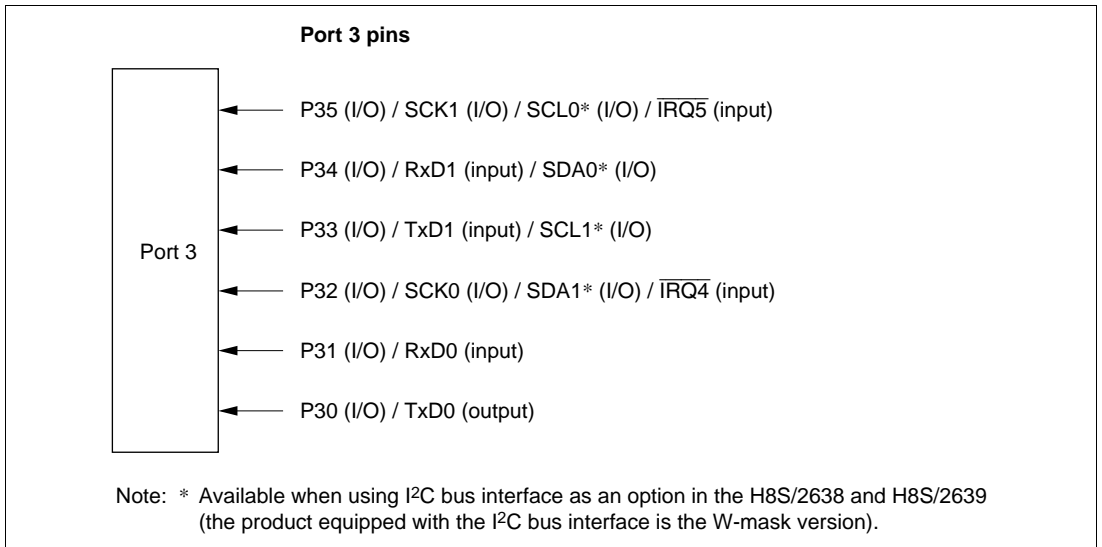 Port 3 pins
P35 (I/O) / SCK1 (I/O) / SCL0* (I/O) / I̅R̅Q̅5̅ (input)
P34 (I/O) / RxD1 (input) / SDA0* (I/O)
P33 (I/O) / TxD1 (input) / SCL1* (I/O)
Port 3
P32 (I/O) / SCK0 (I/O) / SDA1* (I/O) / I̅R̅Q̅4̅ (input)
P31 (I/O) / RxD0 (input)
P30 (I/O) / TxD0 (output)
Note: * Available when using I²C bus interface as an option in the H8S/2638 and H8S/2639
(the product equipped with the I²C bus interface is the W-mask version).